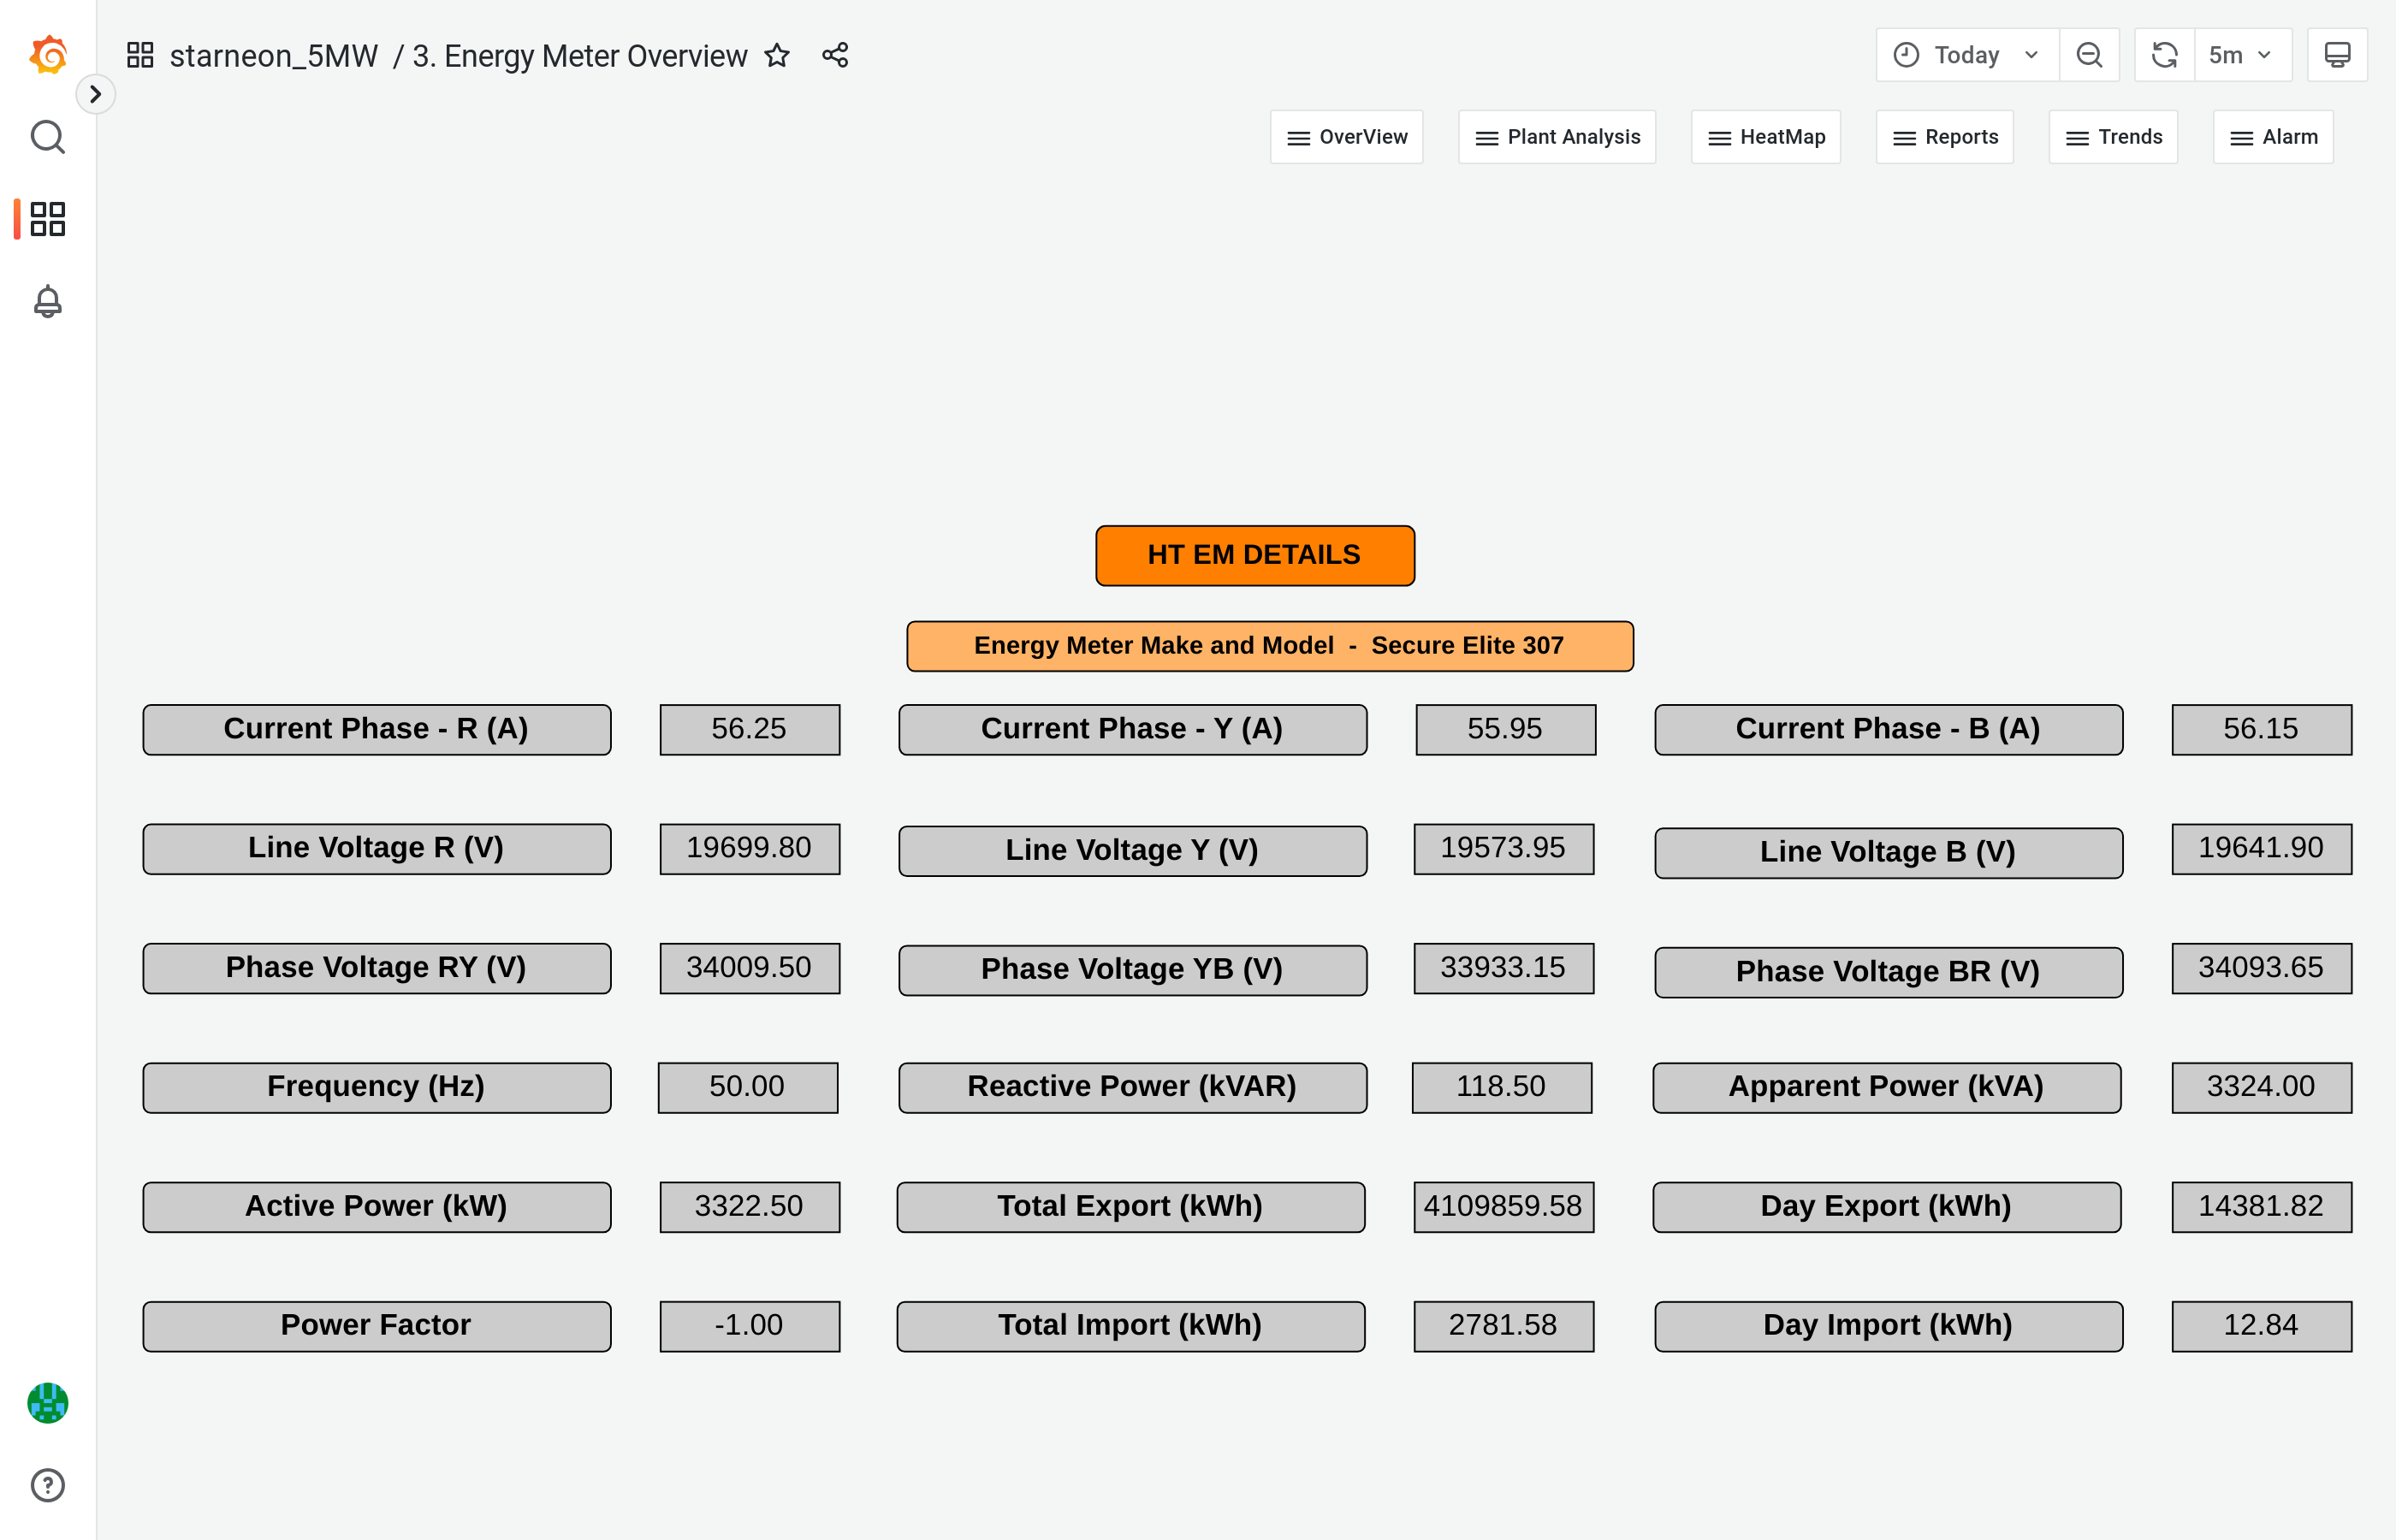 starneon_5MW / 3. Energy Meter Overview
Today
5m
OverView
Plant Analysis
HeatMap
Reports
Trends
Alarm
HT EM DETAILS
Energy Meter Make and Model - Secure Elite 307
Current Phase - R (A) 56.25 Current Phase - Y (A) 55.95 Current Phase - B (A) 56.15
Line Voltage R (V) 19699.80 Line Voltage Y (V) 19573.95 Line Voltage B (V) 19641.90
Phase Voltage RY (V) 34009.50 Phase Voltage YB (V) 33933.15 Phase Voltage BR (V) 34093.65
Frequency (Hz) 50.00 Reactive Power (kVAR) 118.50 Apparent Power (kVA) 3324.00
Active Power (kW) 3322.50 Total Export (kWh) 4109859.58 Day Export (kWh) 14381.82
Power Factor -1.00 Total Import (kWh) 2781.58 Day Import (kWh) 12.84